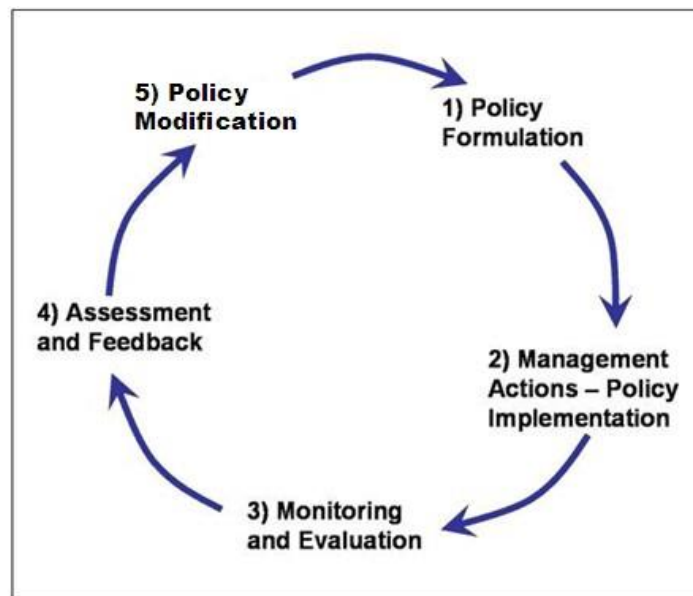 1) Policy
Formulation
2) Management
Actions – Policy
Implementation
3) Monitoring
and Evaluation
4) Assessment
and Feedback
5) Policy
Modification